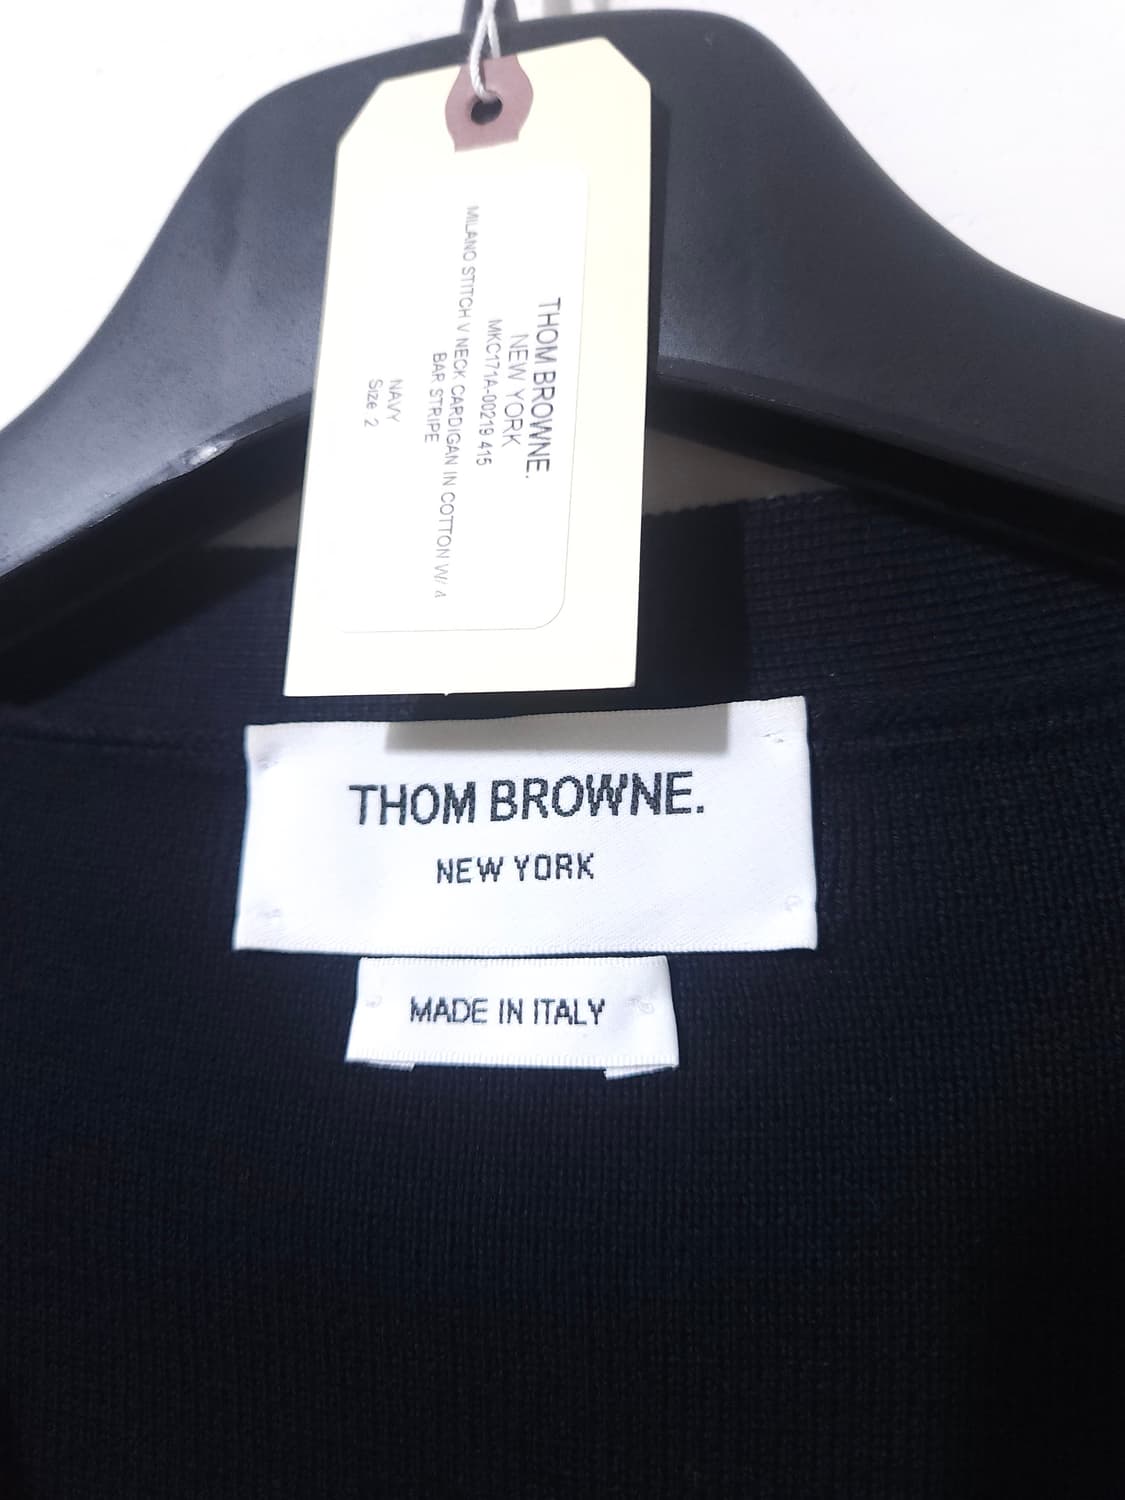 THOM BROWNE.
NEW YORK
MKC171A-00219 415
MILANO STITCH V NECK CARDIGAN IN COTTON W/ 4
BAR STRIPE
NAVY
Size 2
THOM BROWNE.
NEW YORK
MADE IN ITALY